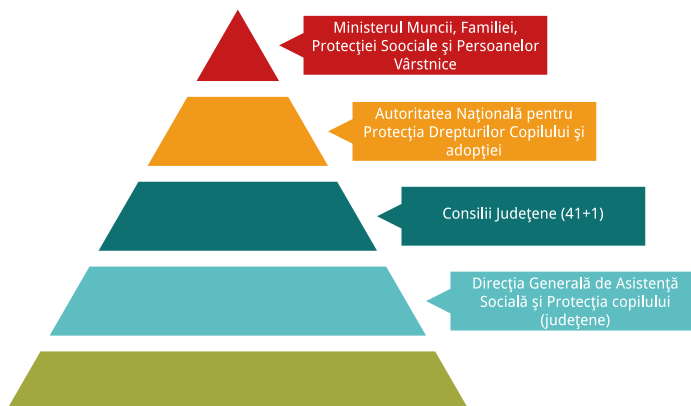 Ministerul Muncii, Familiei,
Protecţiei Soociale şi Persoanelor
Vârstnice
Autoritatea Naţională pentru
Protecţia Drepturilor Copilului şi
adopţiei
Consilii Judeţene (41+1)
Direcţia Generală de Asistenţă
Socială şi Protecţia copilului
(judeţene)